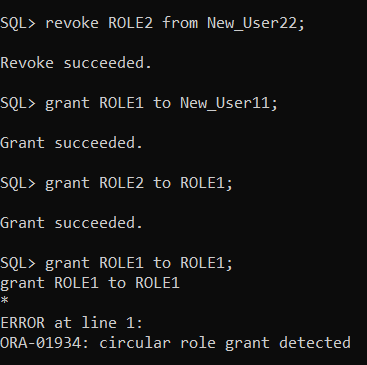 SQL> revoke ROLE2 from New_User22;
Revoke succeeded.
SQL> grant ROLE1 to New_User11;
Grant succeeded.
SQL> grant ROLE2 to ROLE1;
Grant succeeded.
SQL> grant ROLE1 to ROLE1;
grant ROLE1 to ROLE1
*
ERROR at line 1:
ORA-01934: circular role grant detected